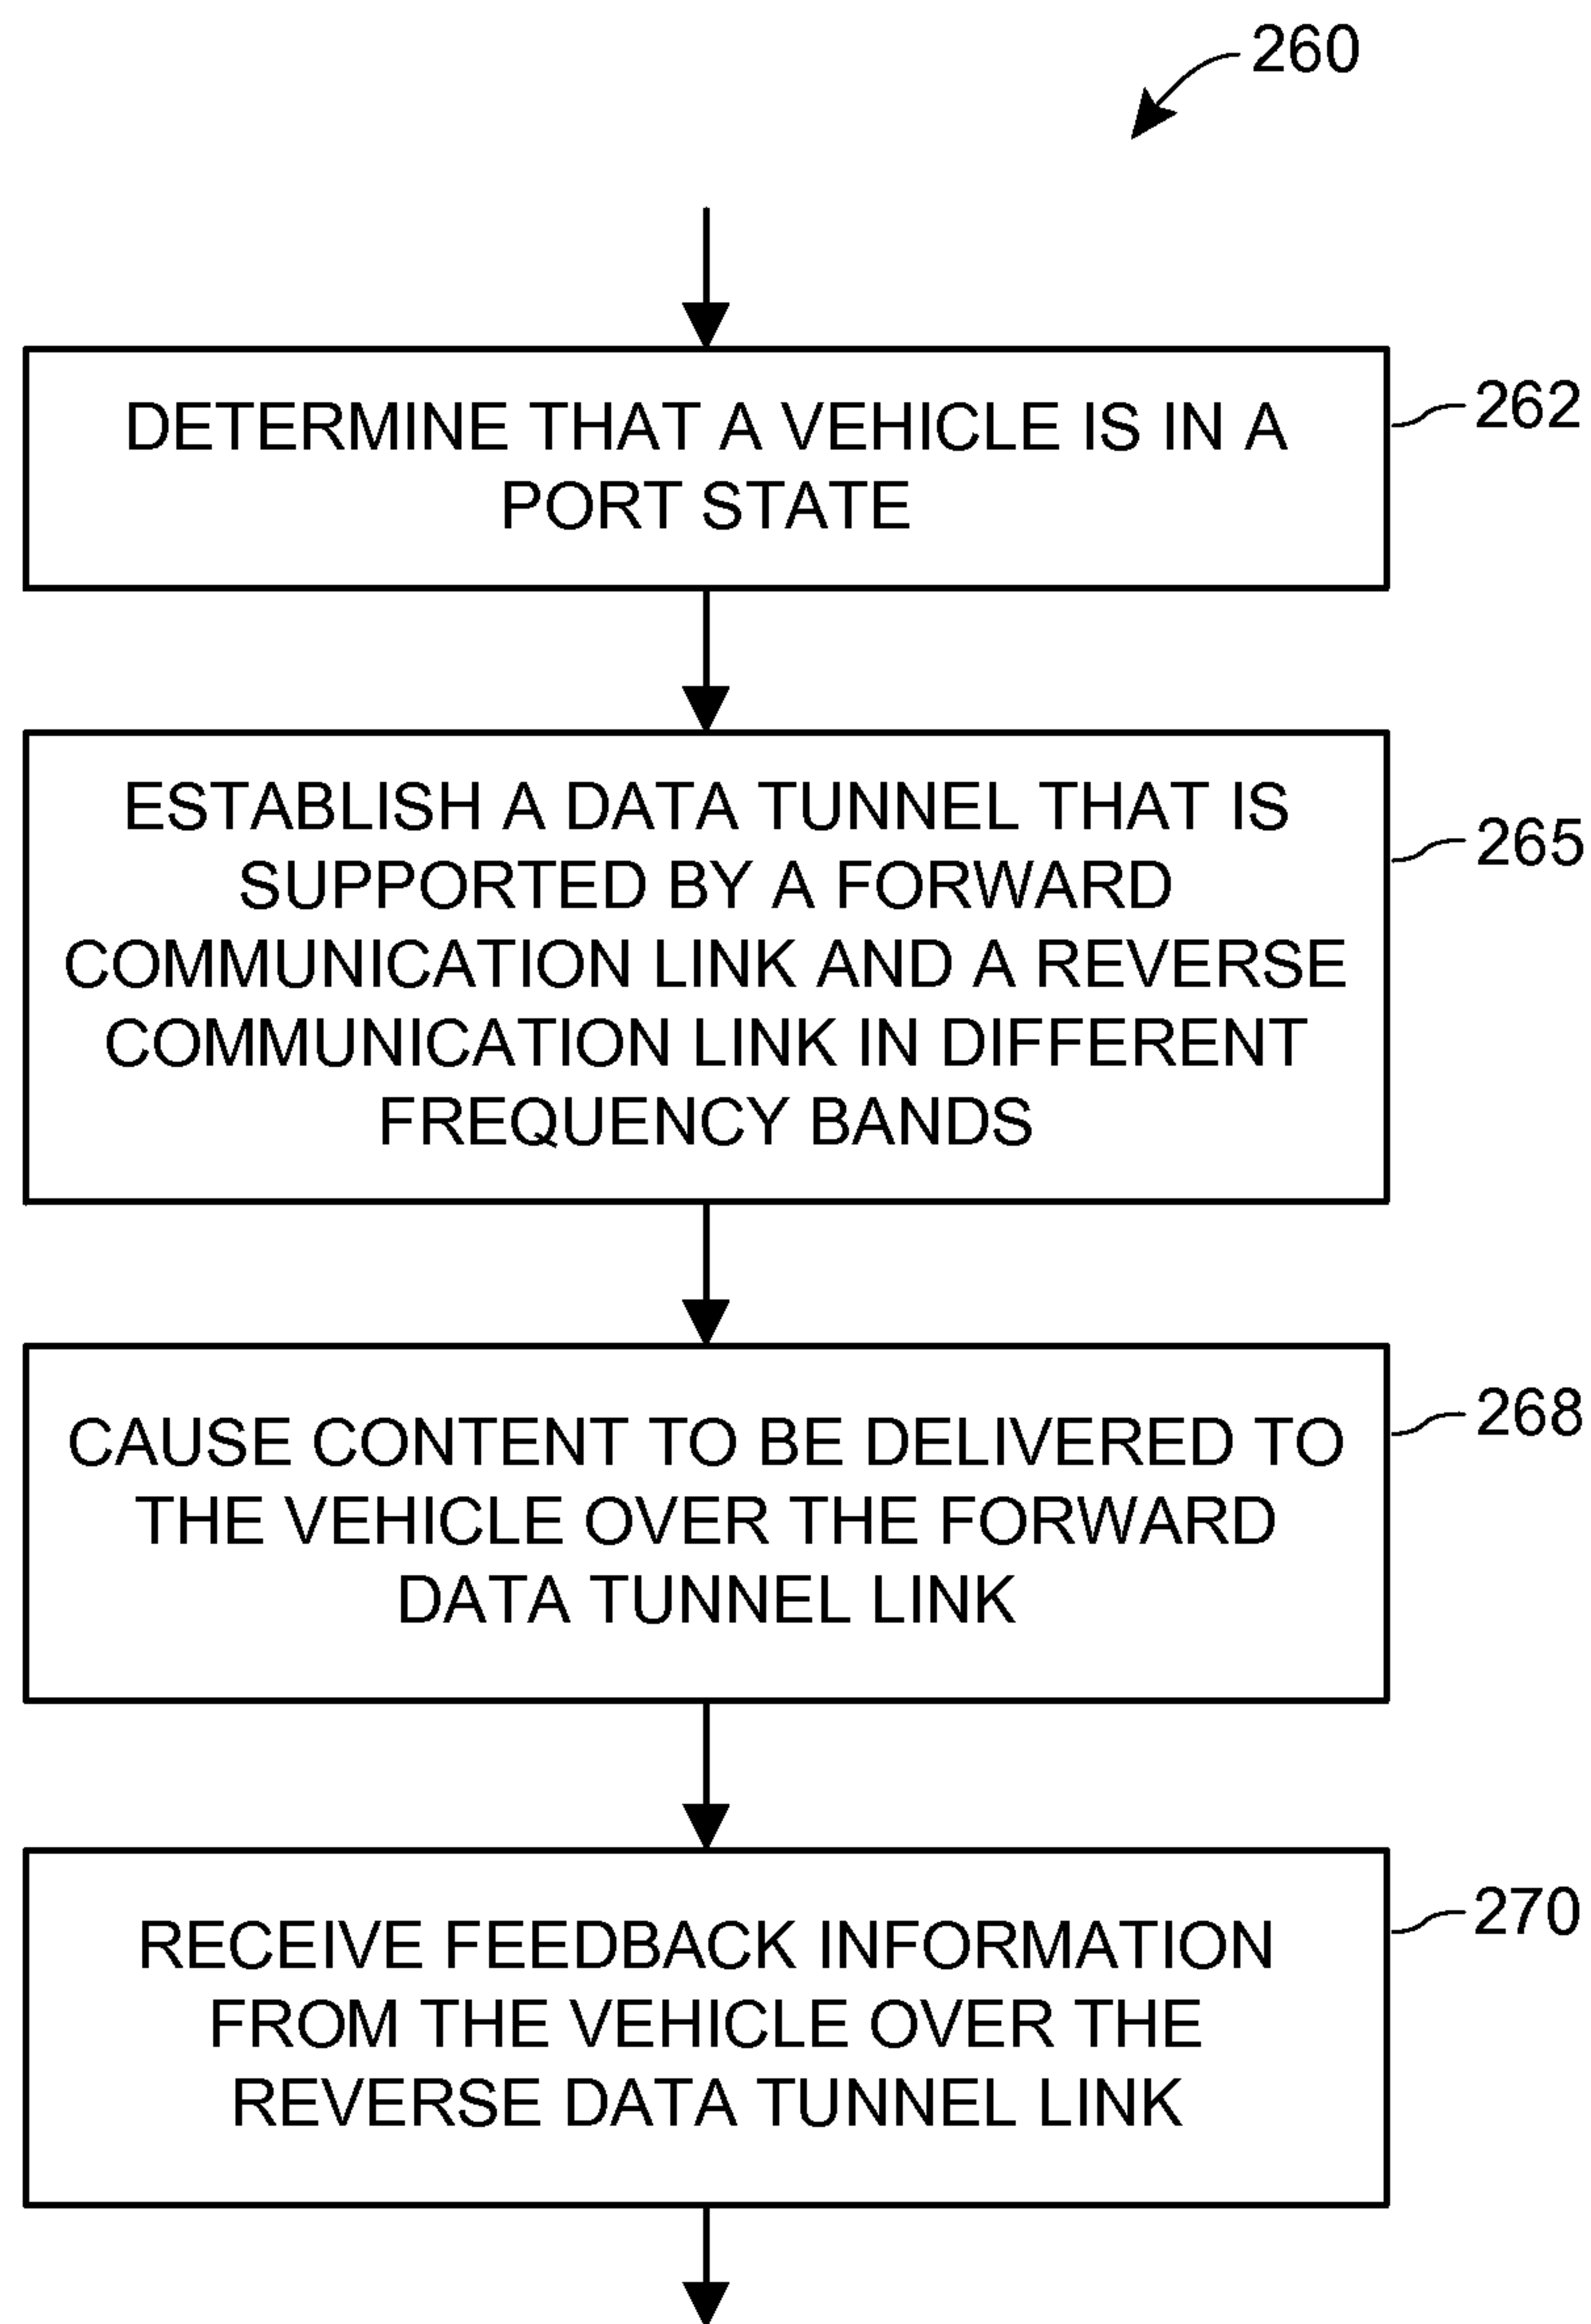 260
DETERMINE THAT A VEHICLE IS IN A
PORT STATE
262
ESTABLISH A DATA TUNNEL THAT IS
SUPPORTED BY A FORWARD
COMMUNICATION LINK AND A REVERSE
COMMUNICATION LINK IN DIFFERENT
FREQUENCY BANDS
265
CAUSE CONTENT TO BE DELIVERED TO
THE VEHICLE OVER THE FORWARD
DATA TUNNEL LINK
268
RECEIVE FEEDBACK INFORMATION
FROM THE VEHICLE OVER THE
REVERSE DATA TUNNEL LINK
270